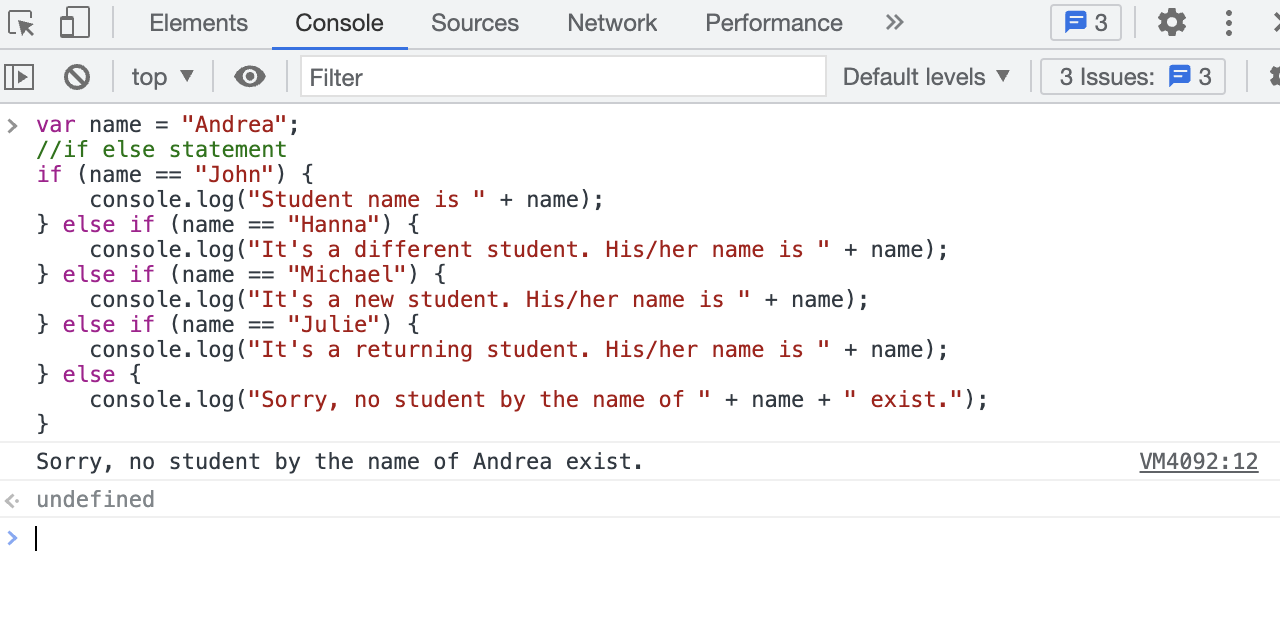 Elements Console Sources Network Performance >> 3
top ▼ Filter Default levels ▼ 3 Issues: 3
> var name = "Andrea";
//if else statement
if (name == "John") {
    console.log("Student name is " + name);
} else if (name == "Hanna") {
    console.log("It's a different student. His/her name is " + name);
} else if (name == "Michael") {
    console.log("It's a new student. His/her name is " + name);
} else if (name == "Julie") {
    console.log("It's a returning student. His/her name is " + name);
} else {
    console.log("Sorry, no student by the name of " + name + " exist.");
}
Sorry, no student by the name of Andrea exist. VM4092:12
undefined
>